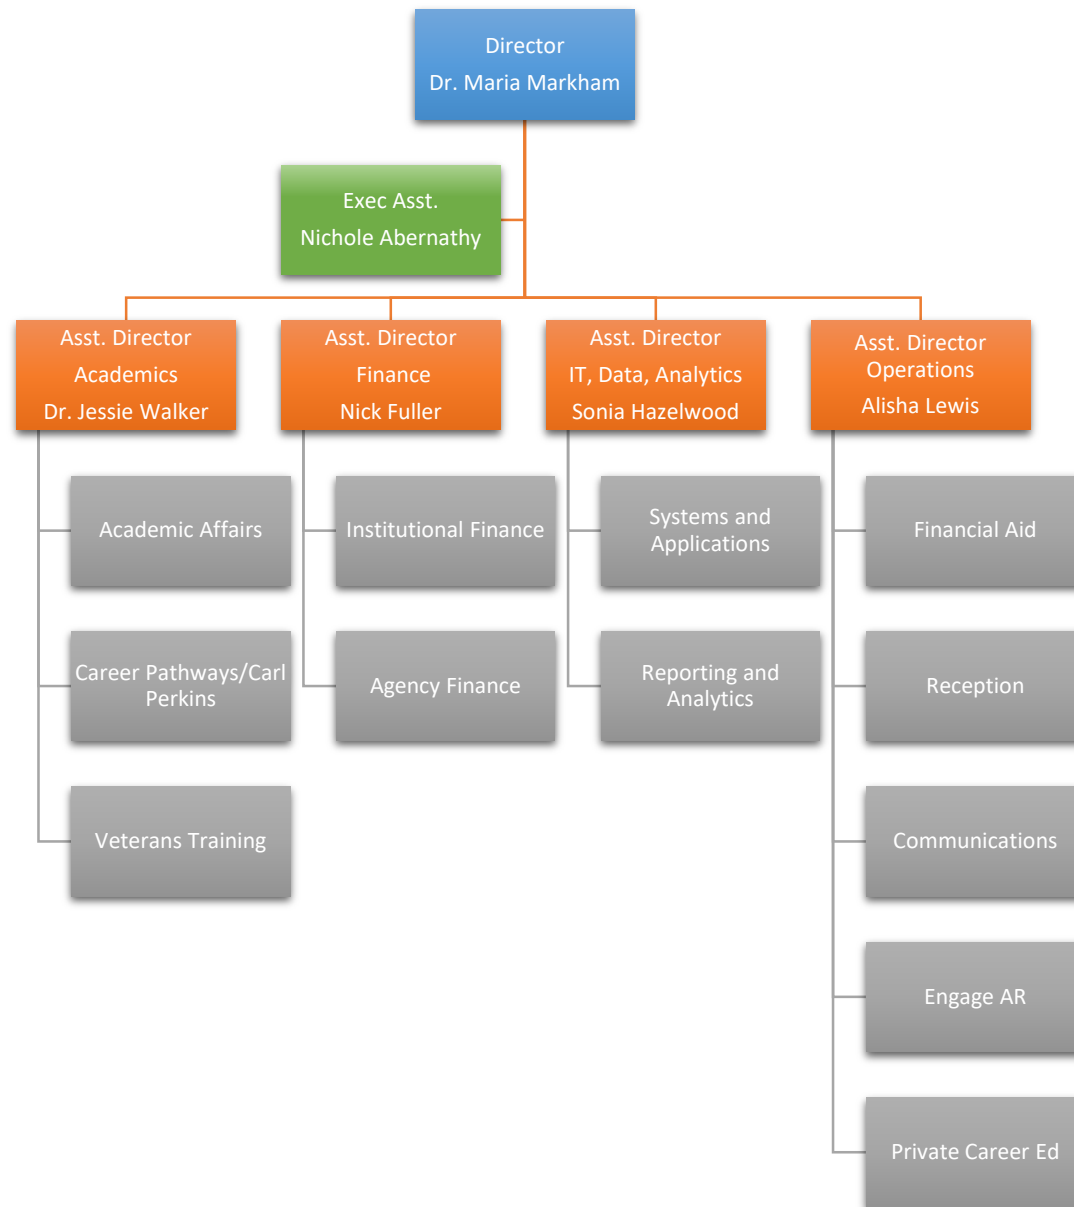 Director
Dr. Maria Markham
Exec Asst.
Nichole Abernathy
Asst. Director
Academics
Dr. Jessie Walker
Asst. Director
Finance
Nick Fuller
Asst. Director
IT, Data, Analytics
Sonia Hazelwood
Asst. Director
Operations
Alisha Lewis
Academic Affairs
Career Pathways/Carl
Perkins
Veterans Training
Institutional Finance
Agency Finance
Systems and
Applications
Reporting and
Analytics
Financial Aid
Reception
Communications
Engage AR
Private Career Ed